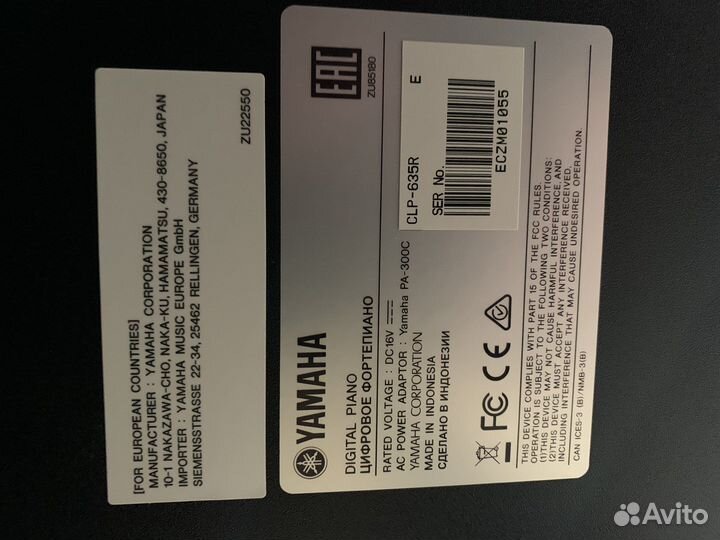 [FOR EUROPEAN COUNTRIES]
MANUFACTURER : YAMAHA CORPORATION
10-1 NAKAZAWA-CHO, NAKA-KU, HAMAMATSU, 430-8650, JAPAN
IMPORTER : YAMAHA MUSIC EUROPE GmbH
SIEMENSSTRASSE 22-34, 25462 RELLINGEN, GERMANY
ZU22550
YAMAHA
EAC
ZU85180
DIGITAL PIANO
ЦИФРОВОЕ ФОРТЕПИАНО
RATED VOLTAGE : DC16V
AC POWER ADAPTOR : Yamaha PA-300C
YAMAHA CORPORATION
MADE IN INDONESIA
СДЕЛАНО В ИНДОНЕЗИИ
CLP-635R E
SER No.
ECZM01055
FC CE
THIS DEVICE COMPLIES WITH PART 15 OF THE FCC RULES.
OPERATION IS SUBJECT TO THE FOLLOWING TWO CONDITIONS:
(1)THIS DEVICE MAY NOT CAUSE HARMFUL INTERFERENCE, AND
(2)THIS DEVICE MUST ACCEPT ANY INTERFERENCE RECEIVED,
INCLUDING INTERFERENCE THAT MAY CAUSE UNDESIRED OPERATION.
CAN ICES-3 (B)/NMB-3(B)
Avito